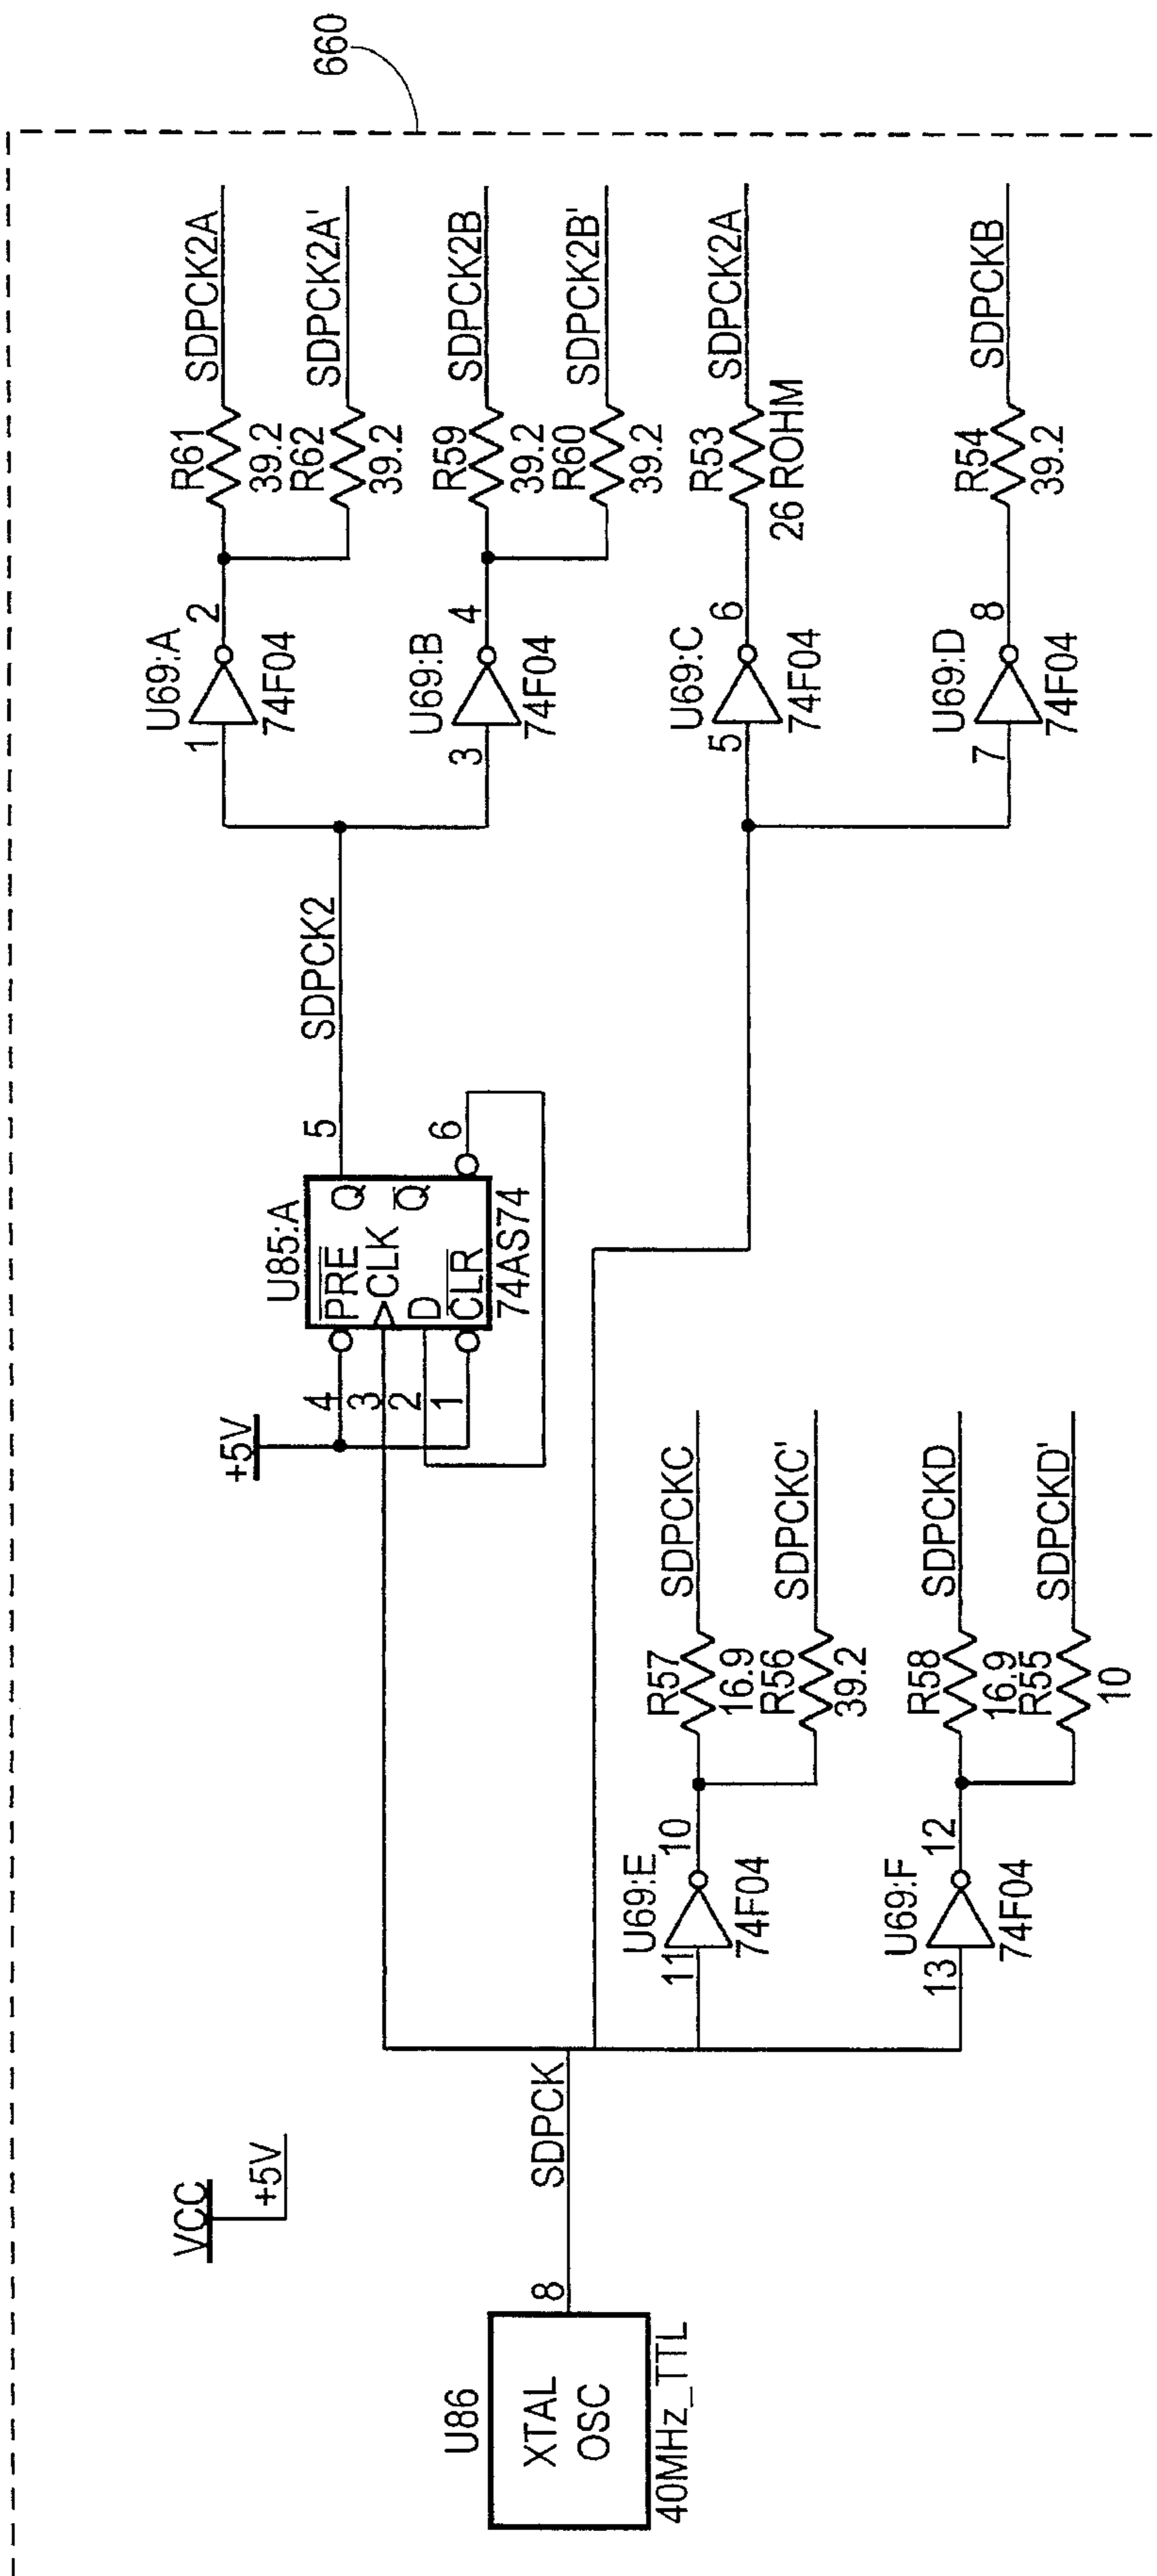 660
VCC
+5V
U86
XTAL
OSC
40MHz_TTL
8
SDPCK
+5V
U85:A
4
3
2
1
PRE
CLK
D
CLR
Q
Q
5
6
74AS74
SDPCK2
U69:A
1
2
74F04
R61
39.2
SDPCK2A
R62
39.2
SDPCK2A'
U69:B
3
4
74F04
R59
39.2
SDPCK2B
R60
39.2
SDPCK2B'
U69:C
5
6
74F04
R53
26 ROHM
SDPCK2A
U69:D
7
8
74F04
R54
39.2
SDPCKB
U69:E
11
10
74F04
R57
16.9
SDPCKC
R56
39.2
SDPCKC'
U69:F
13
12
74F04
R58
16.9
SDPCKD
R55
10
SDPCKD'